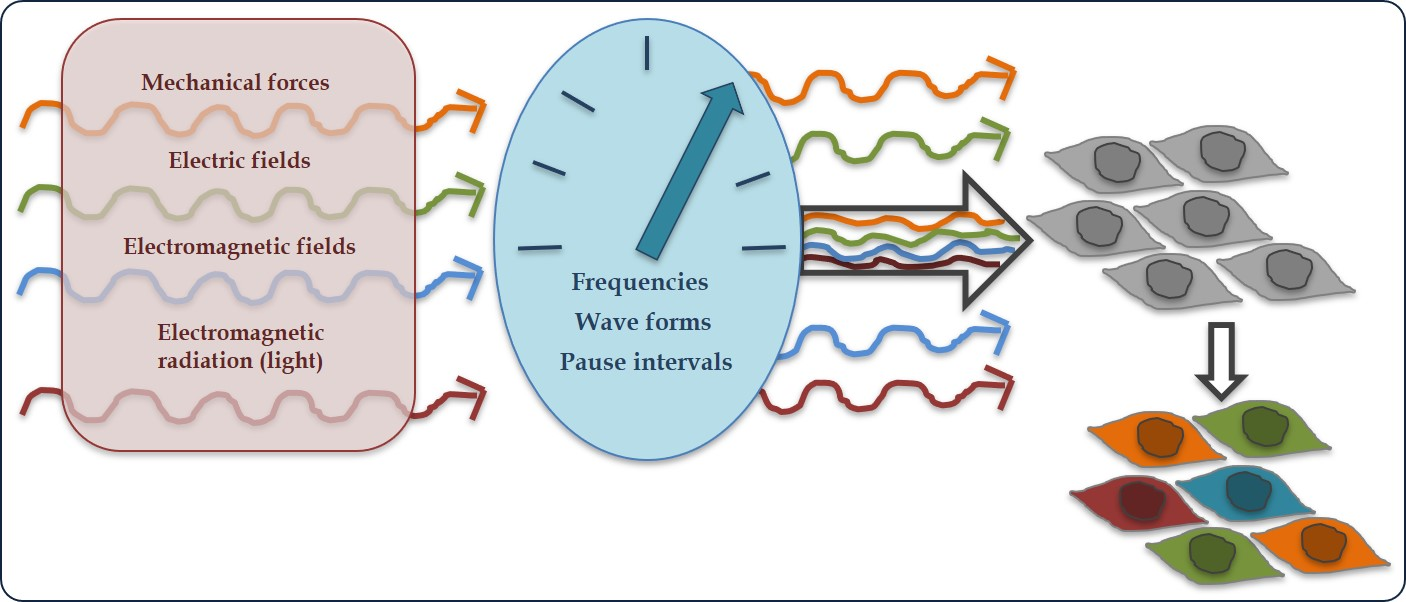 Mechanical forces
Electric fields
Electromagnetic fields
Electromagnetic
radiation (light)
Frequencies
Wave forms
Pause intervals